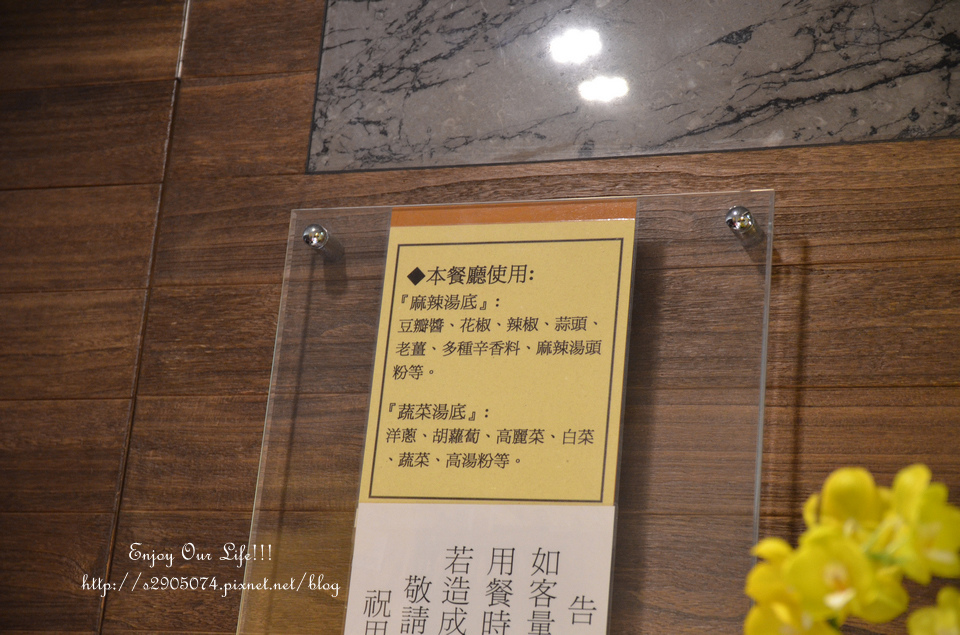 ◆本餐廳使用:
『麻辣湯底』:
豆瓣醬、花椒、辣椒、蒜頭、
老薑、多種辛香料、麻辣湯頭
粉等。
『蔬菜湯底』:
洋蔥、胡蘿蔔、高麗菜、白菜
、蔬菜、高湯粉等。
告
如客量
用餐時
若造成
敬請
祝用
Enjoy Our Life!!!
http://s2905074.pixnet.net/blog